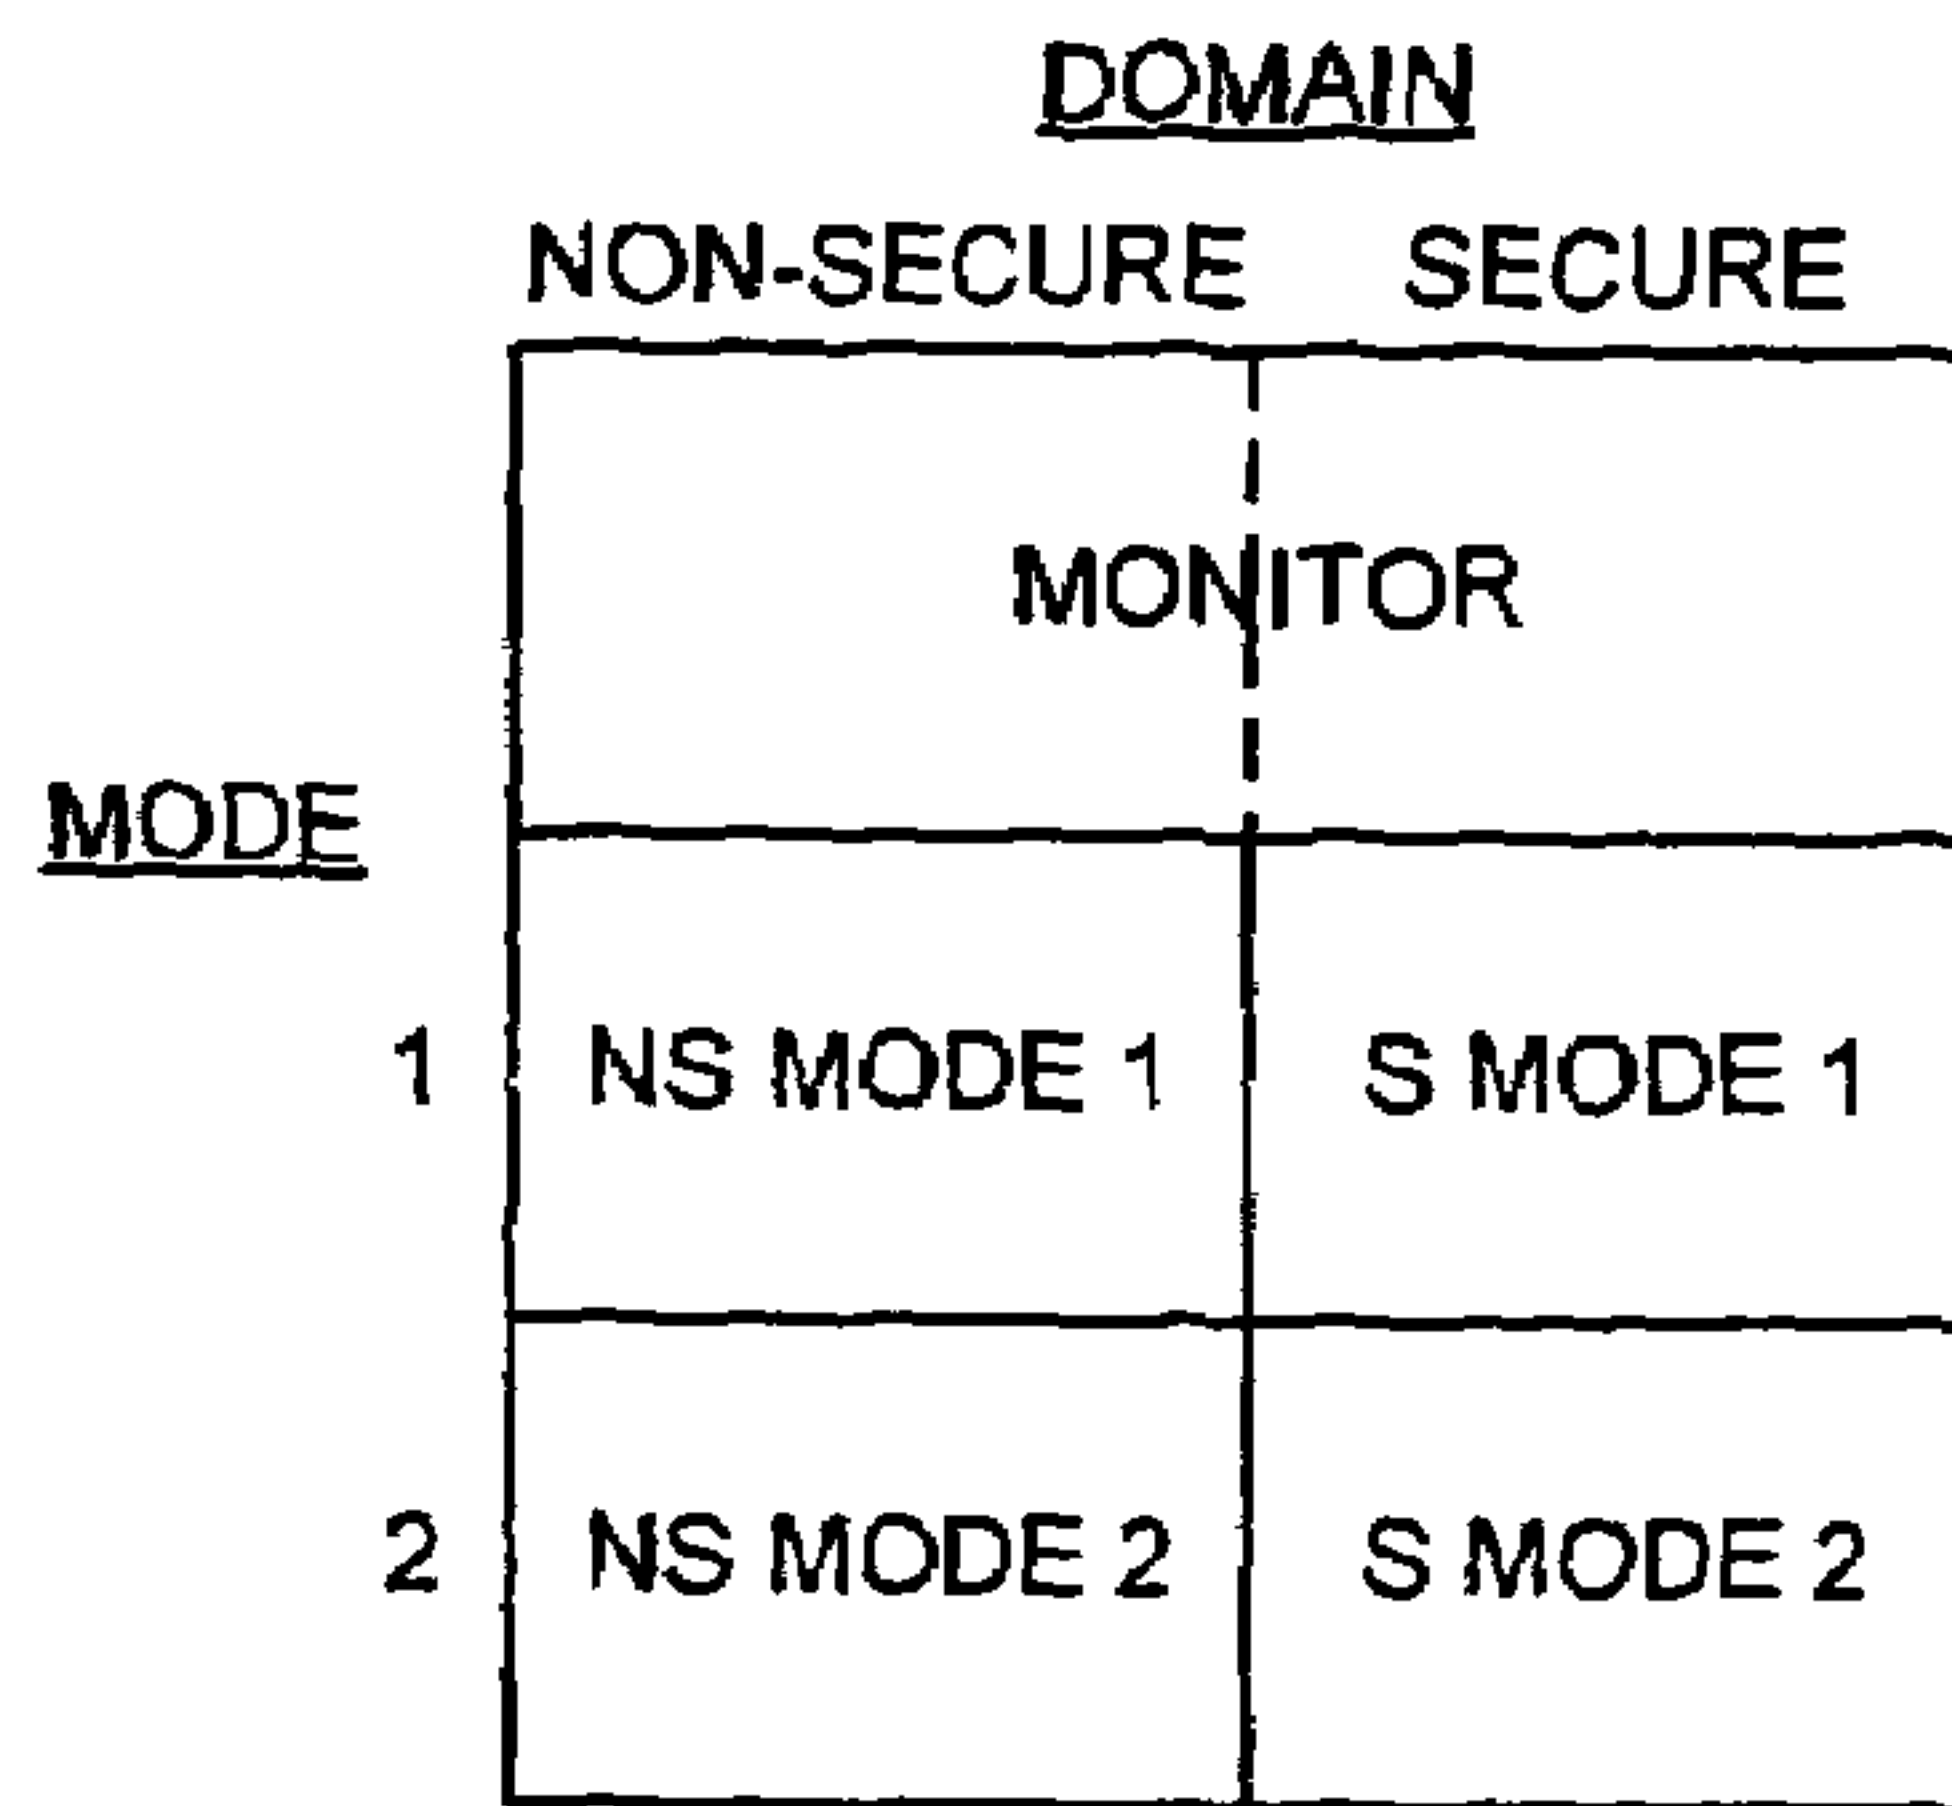 DOMAIN
NON-SECURE SECURE
MONITOR
MODE
1 NS MODE 1 S MODE 1
2 NS MODE 2 S MODE 2